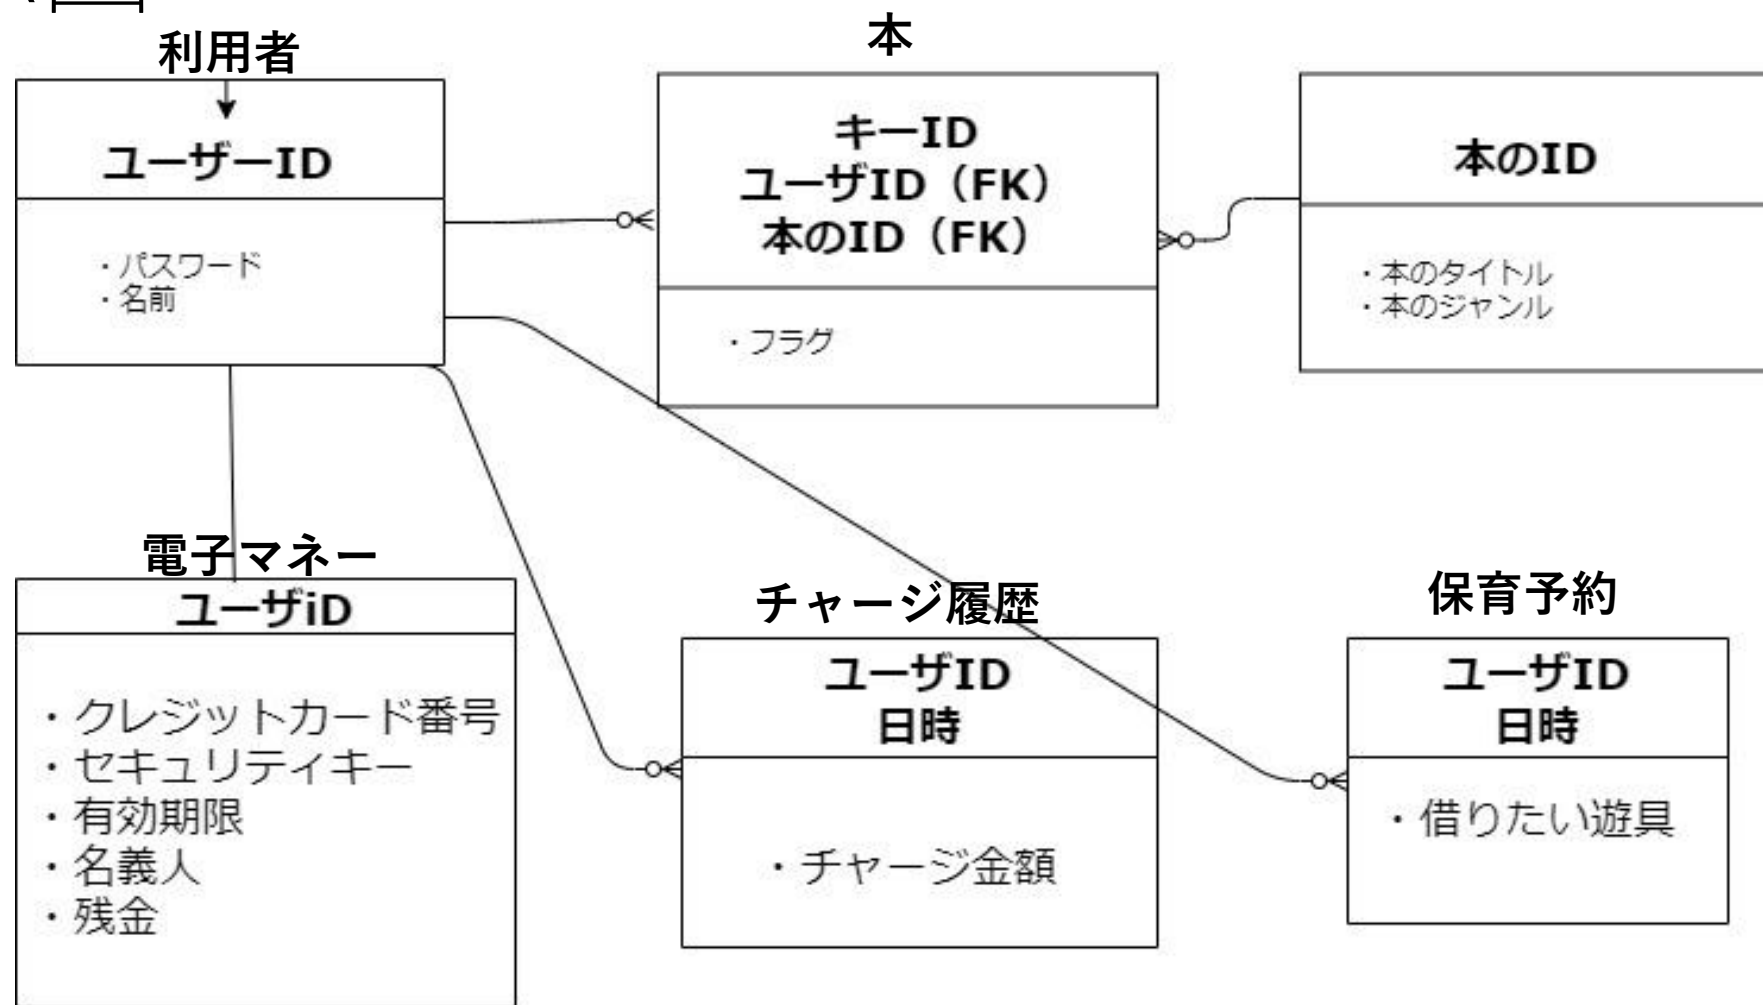 利用者
ユーザーID
・パスワード
・名前
本
キーID
ユーザID（FK）
本のID（FK）
・フラグ
本のID
・本のタイトル
・本のジャンル
電子マネー
ユーザiD
・クレジットカード番号
・セキュリティキー
・有効期限
・名義人
・残金
チャージ履歴
ユーザID
日時
・チャージ金額
保育予約
ユーザID
日時
・借りたい遊具